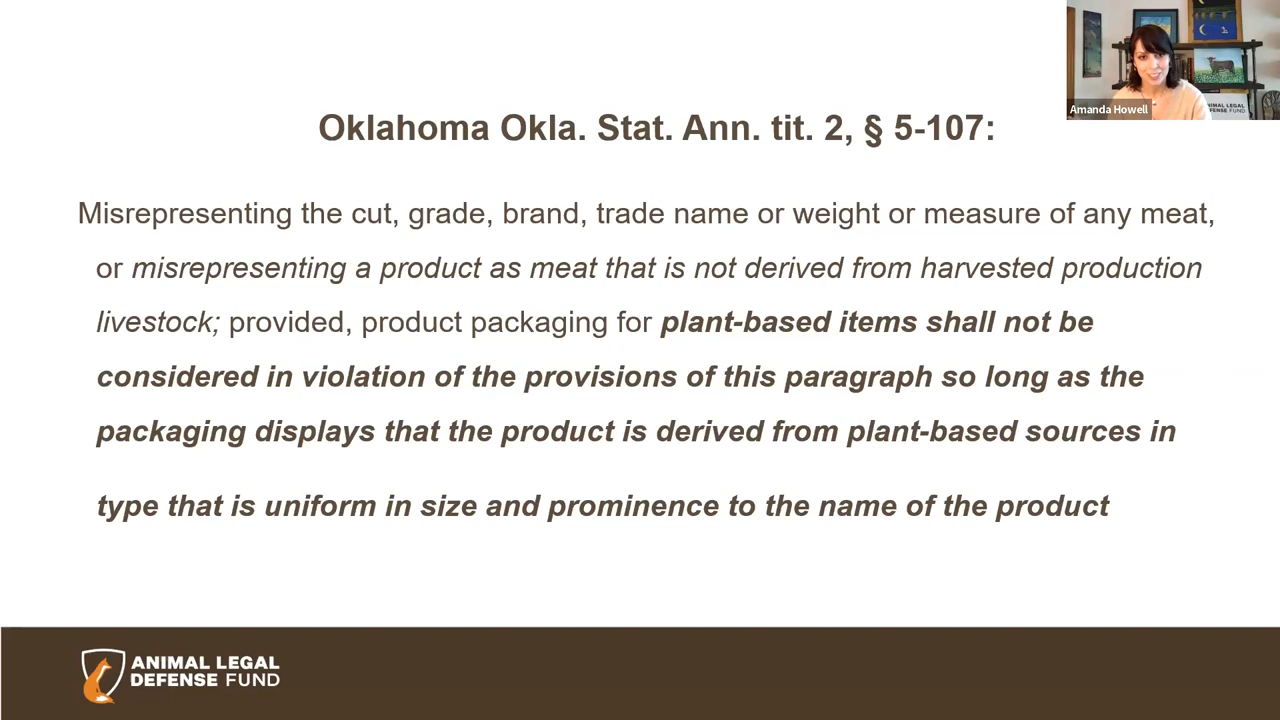 Oklahoma Okla. Stat. Ann. tit. 2, § 5-107:
Misrepresenting the cut, grade, brand, trade name or weight or measure of any meat,
or misrepresenting a product as meat that is not derived from harvested production
livestock; provided, product packaging for plant-based items shall not be
considered in violation of the provisions of this paragraph so long as the
packaging displays that the product is derived from plant-based sources in
type that is uniform in size and prominence to the name of the product
Amanda Howell
IMAL LEGAL
FENSE FUND
ANIMAL LEGAL
DEFENSE FUND